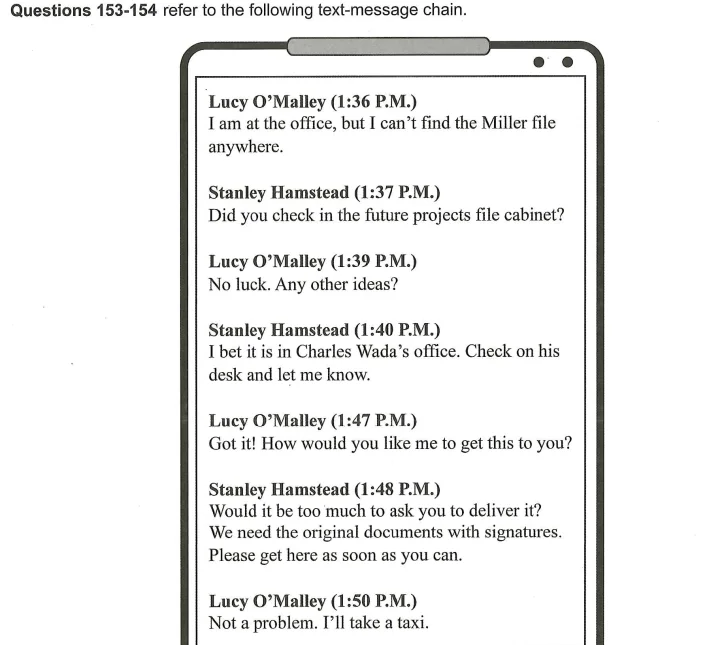 Questions 153-154 refer to the following text-message chain.
Lucy O’Malley (1:36 P.M.)
I am at the office, but I can’t find the Miller file
anywhere.
Stanley Hamstead (1:37 P.M.)
Did you check in the future projects file cabinet?
Lucy O’Malley (1:39 P.M.)
No luck. Any other ideas?
Stanley Hamstead (1:40 P.M.)
I bet it is in Charles Wada’s office. Check on his
desk and let me know.
Lucy O’Malley (1:47 P.M.)
Got it! How would you like me to get this to you?
Stanley Hamstead (1:48 P.M.)
Would it be too much to ask you to deliver it?
We need the original documents with signatures.
Please get here as soon as you can.
Lucy O’Malley (1:50 P.M.)
Not a problem. I’ll take a taxi.